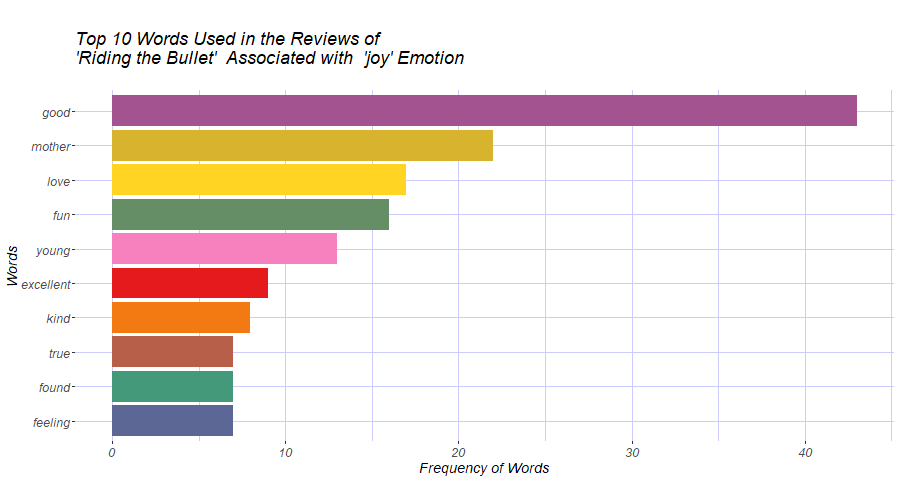 Top 10 Words Used in the Reviews of
'Riding the Bullet'  Associated with  'joy' Emotion
good
mother
love
fun
young
excellent
kind
true
found
feeling
Words
0 10 20 30 40
Frequency of Words